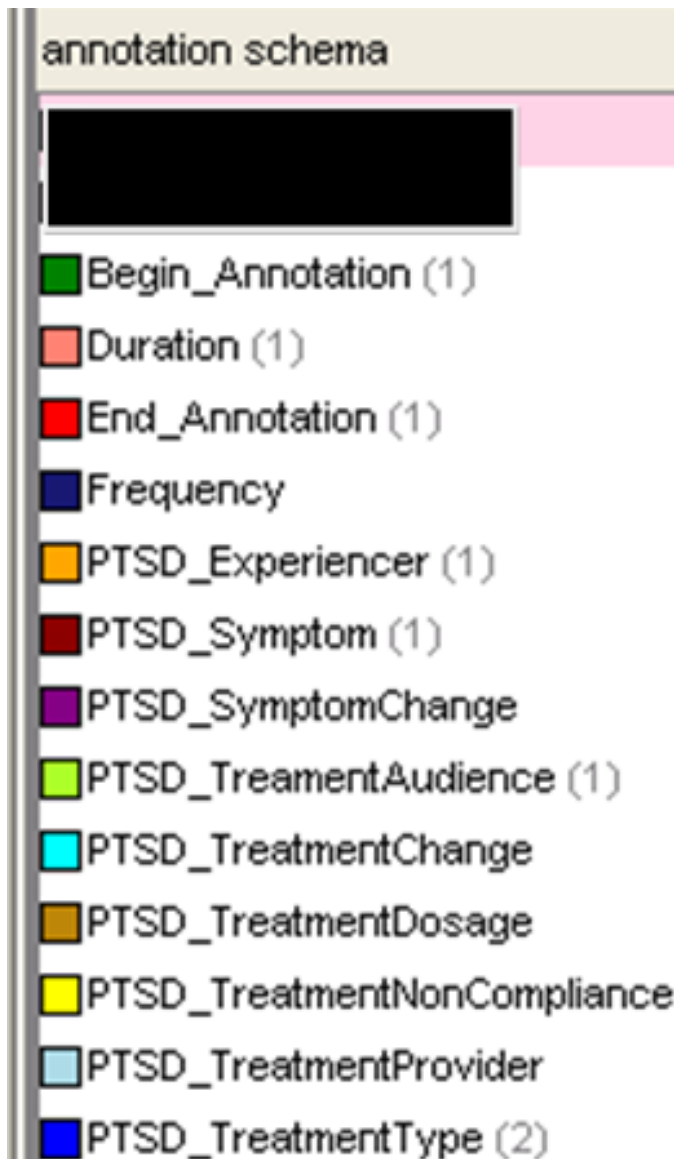 annotation schema
Begin_Annotation (1)
Duration (1)
End_Annotation (1)
Frequency
PTSD_Experiencer (1)
PTSD_Symptom (1)
PTSD_SymptomChange
PTSD_TreamentAudience (1)
PTSD_TreatmentChange
PTSD_TreatmentDosage
PTSD_TreatmentNonCompliance
PTSD_TreatmentProvider
PTSD_TreatmentType (2)